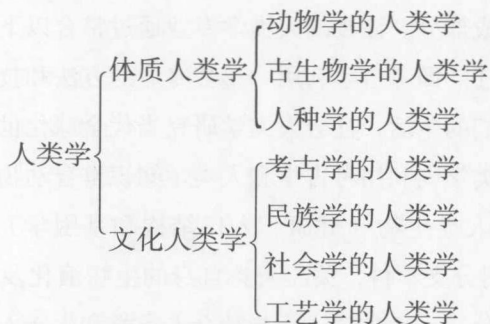 动物学的人类学
体质人类学
古生物学的人类学
人种学的人类学
人类学
考古学的人类学
民族学的人类学
文化人类学
社会学的人类学
工艺学的人类学